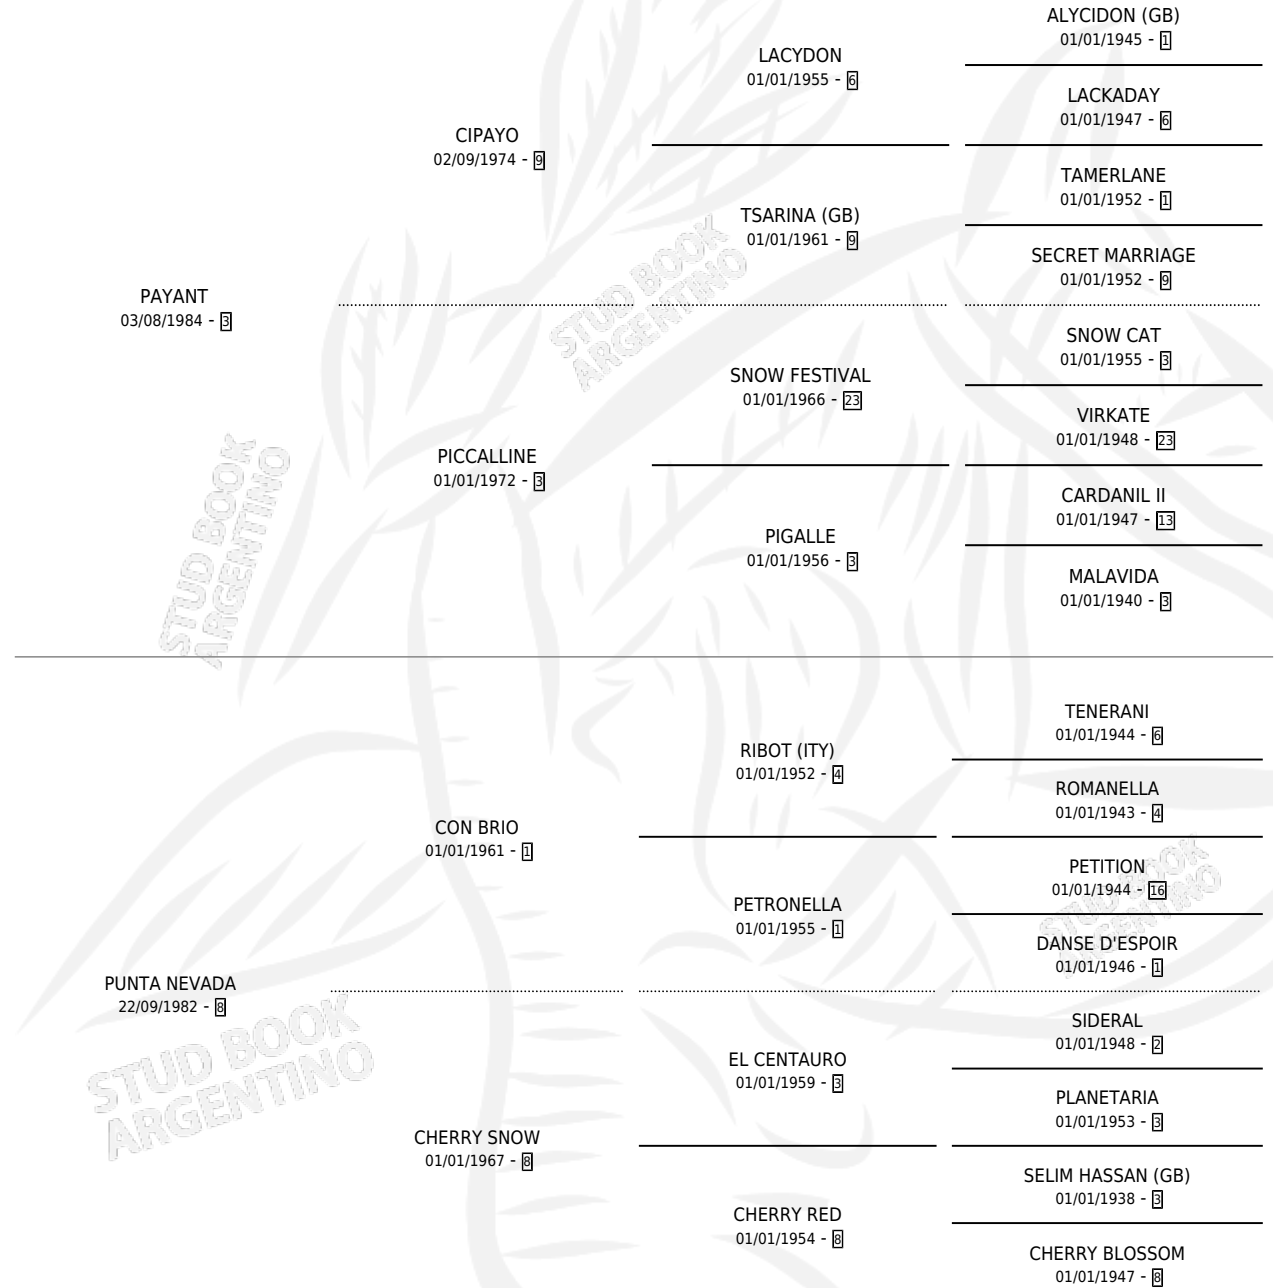 ALYCIDON (GB)
01/01/1945 - 1
LACYDON
01/01/1955 - 6
LACKADAY
01/01/1947 - 6
CIPAYO
02/09/1974 - 9
TAMERLANE
01/01/1952 - 1
TSARINA (GB)
01/01/1961 - 9
SECRET MARRIAGE
01/01/1952 - 9
PAYANT
03/08/1984 - 3
STUD BOOK
ARGENTINO
SNOW CAT
01/01/1955 - 3
SNOW FESTIVAL
01/01/1966 - 23
VIRKATE
01/01/1948 - 23
PICCALLINE
01/01/1972 - 3
CARDANIL II
01/01/1947 - 13
PIGALLE
01/01/1956 - 3
MALAVIDA
01/01/1940 - 3
STUD BOOK
ARGENTINO
TENERANI
01/01/1944 - 6
RIBOT (ITY)
01/01/1952 - 4
ROMANELLA
01/01/1943 - 4
CON BRIO
01/01/1961 - 1
PETITION
01/01/1944 - 16
STUD BOOK
ARGENTINO
PETRONELLA
01/01/1955 - 1
DANSE D'ESPOIR
01/01/1946 - 1
PUNTA NEVADA
22/09/1982 - 8
SIDERAL
01/01/1948 - 2
EL CENTAURO
01/01/1959 - 3
PLANETARIA
01/01/1953 - 3
STUD BOOK
ARGENTINO
CHERRY SNOW
01/01/1967 - 8
SELIM HASSAN (GB)
01/01/1938 - 3
CHERRY RED
01/01/1954 - 8
CHERRY BLOSSOM
01/01/1947 - 8